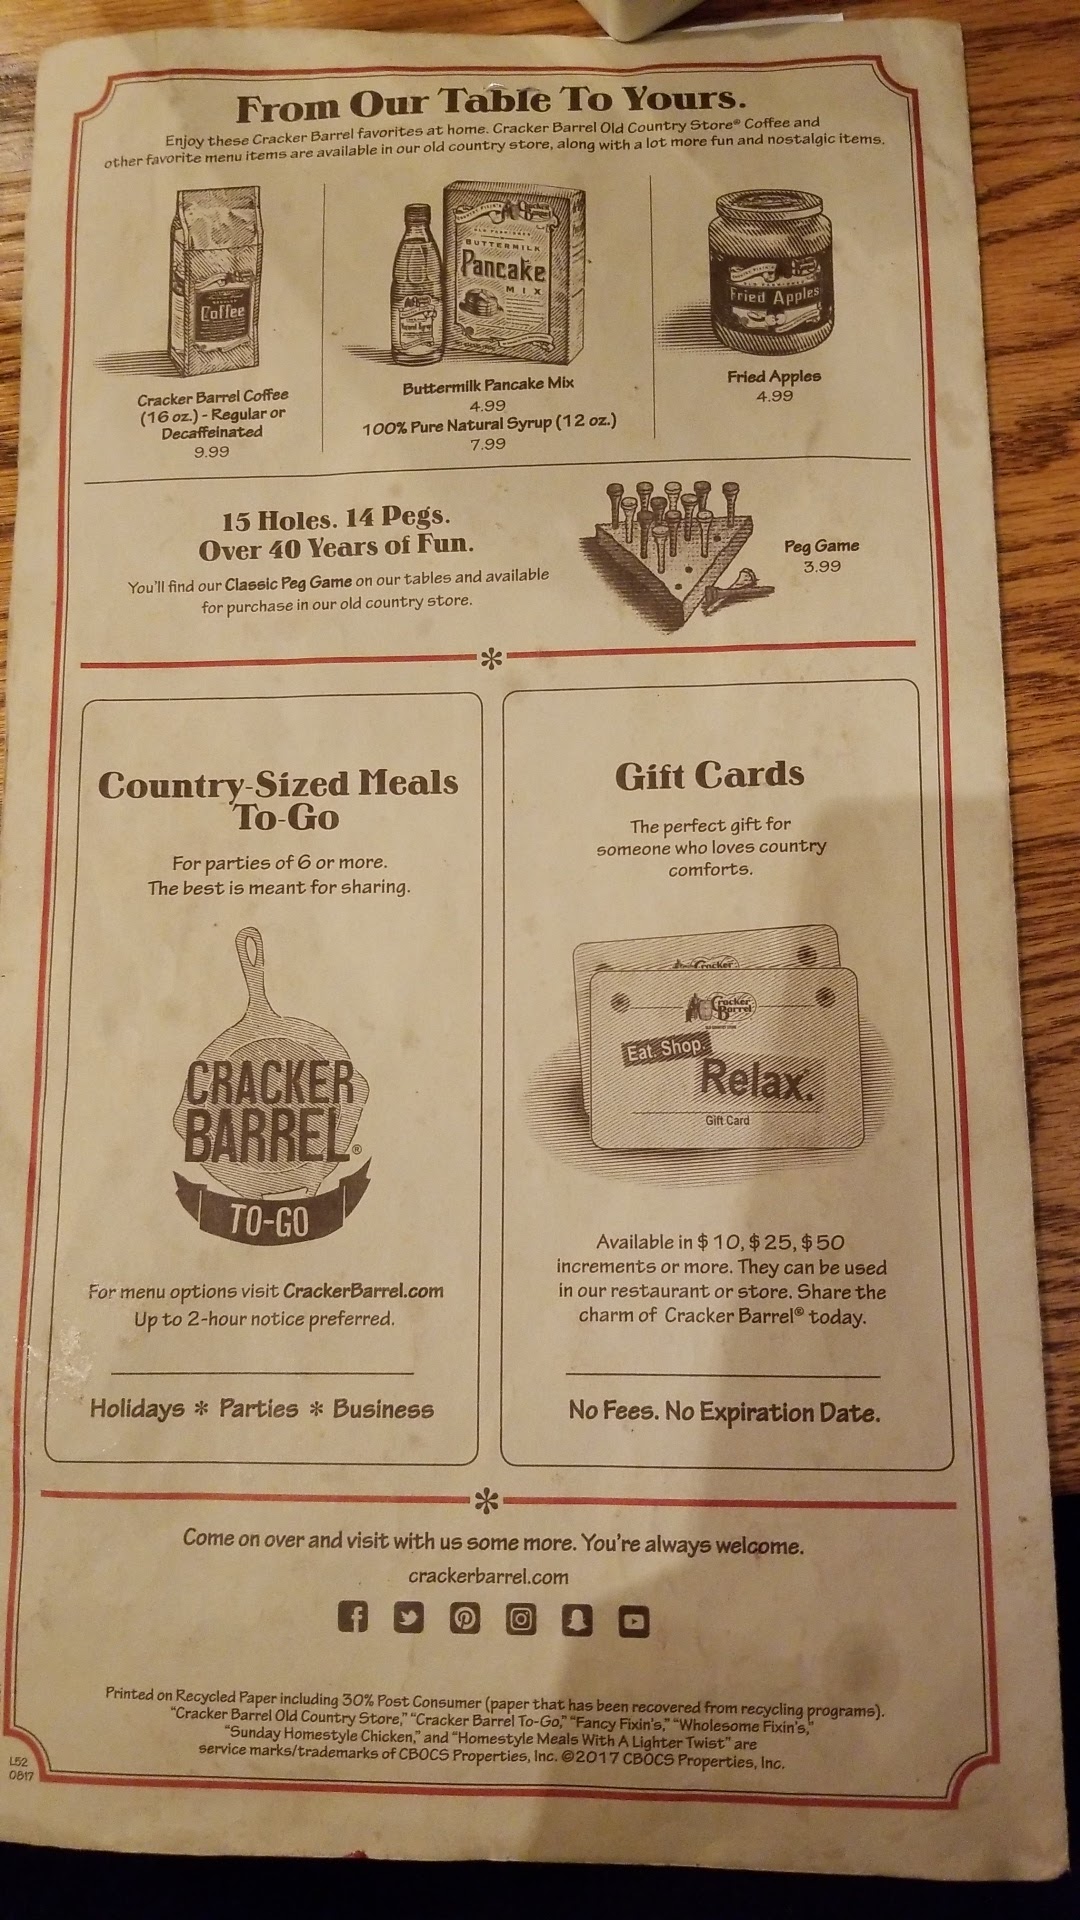 From Our Table To Yours.
Enjoy these Cracker Barrel favorites at home. Cracker Barrel Old Country Store® Coffee and
other favorite menu items are available in our old country store, along with a lot more fun and nostalgic items.
Coffee
BUTTERMILK
Pancake
MIX
Fried Apples
Cracker Barrel Coffee
(16 oz.) - Regular or
Decaffeinated
9.99
Buttermilk Pancake Mix
4.99
100% Pure Natural Syrup (12 oz.)
7.99
Fried Apples
4.99
15 Holes. 14 Pegs.
Over 40 Years of Fun.
You'll find our Classic Peg Game on our tables and available
for purchase in our old country store.
Peg Game
3.99
Country-Sized Meals
To-Go
For parties of 6 or more.
The best is meant for sharing.
CRACKER
BARREL®
TO-GO
For menu options visit CrackerBarrel.com
Up to 2-hour notice preferred.
Holidays * Parties * Business
Gift Cards
The perfect gift for
someone who loves country
comforts.
Cracker
Cracker
Barrel
Eat. Shop.
Relax.
Gift Card
Available in $10, $25, $50
increments or more. They can be used
in our restaurant or store. Share the
charm of Cracker Barrel® today.
No Fees. No Expiration Date.
Come on over and visit with us some more. You're always welcome.
crackerbarrel.com
Printed on Recycled Paper including 30% Post Consumer (paper that has been recovered from recycling programs).
"Cracker Barrel Old Country Store," "Cracker Barrel To-Go," "Fancy Fixin's," "Wholesome Fixin's,"
"Sunday Homestyle Chicken," and "Homestyle Meals With A Lighter Twist" are
service marks/trademarks of CBOCS Properties, Inc. ©2017 CBOCS Properties, Inc.
L52
0817